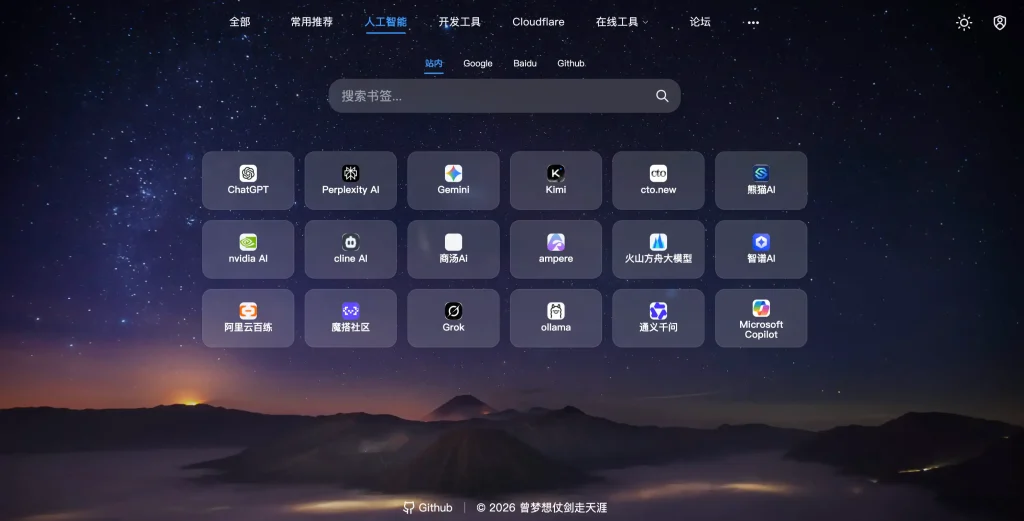 全部 常用推荐 人工智能 开发工具 Cloudflare 在线工具 论坛 •••
站内 Google Baidu Github
搜索书签...
ChatGPT Perplexity AI Gemini Kimi cto.new 熊猫AI
nvidia AI cline AI 商汤Ai ampere 火山方舟大模型 智谱AI
阿里云百练 魔搭社区 Grok ollama 通义千问 Microsoft
Copilot
Github | © 2026 曾梦想仗剑走天涯